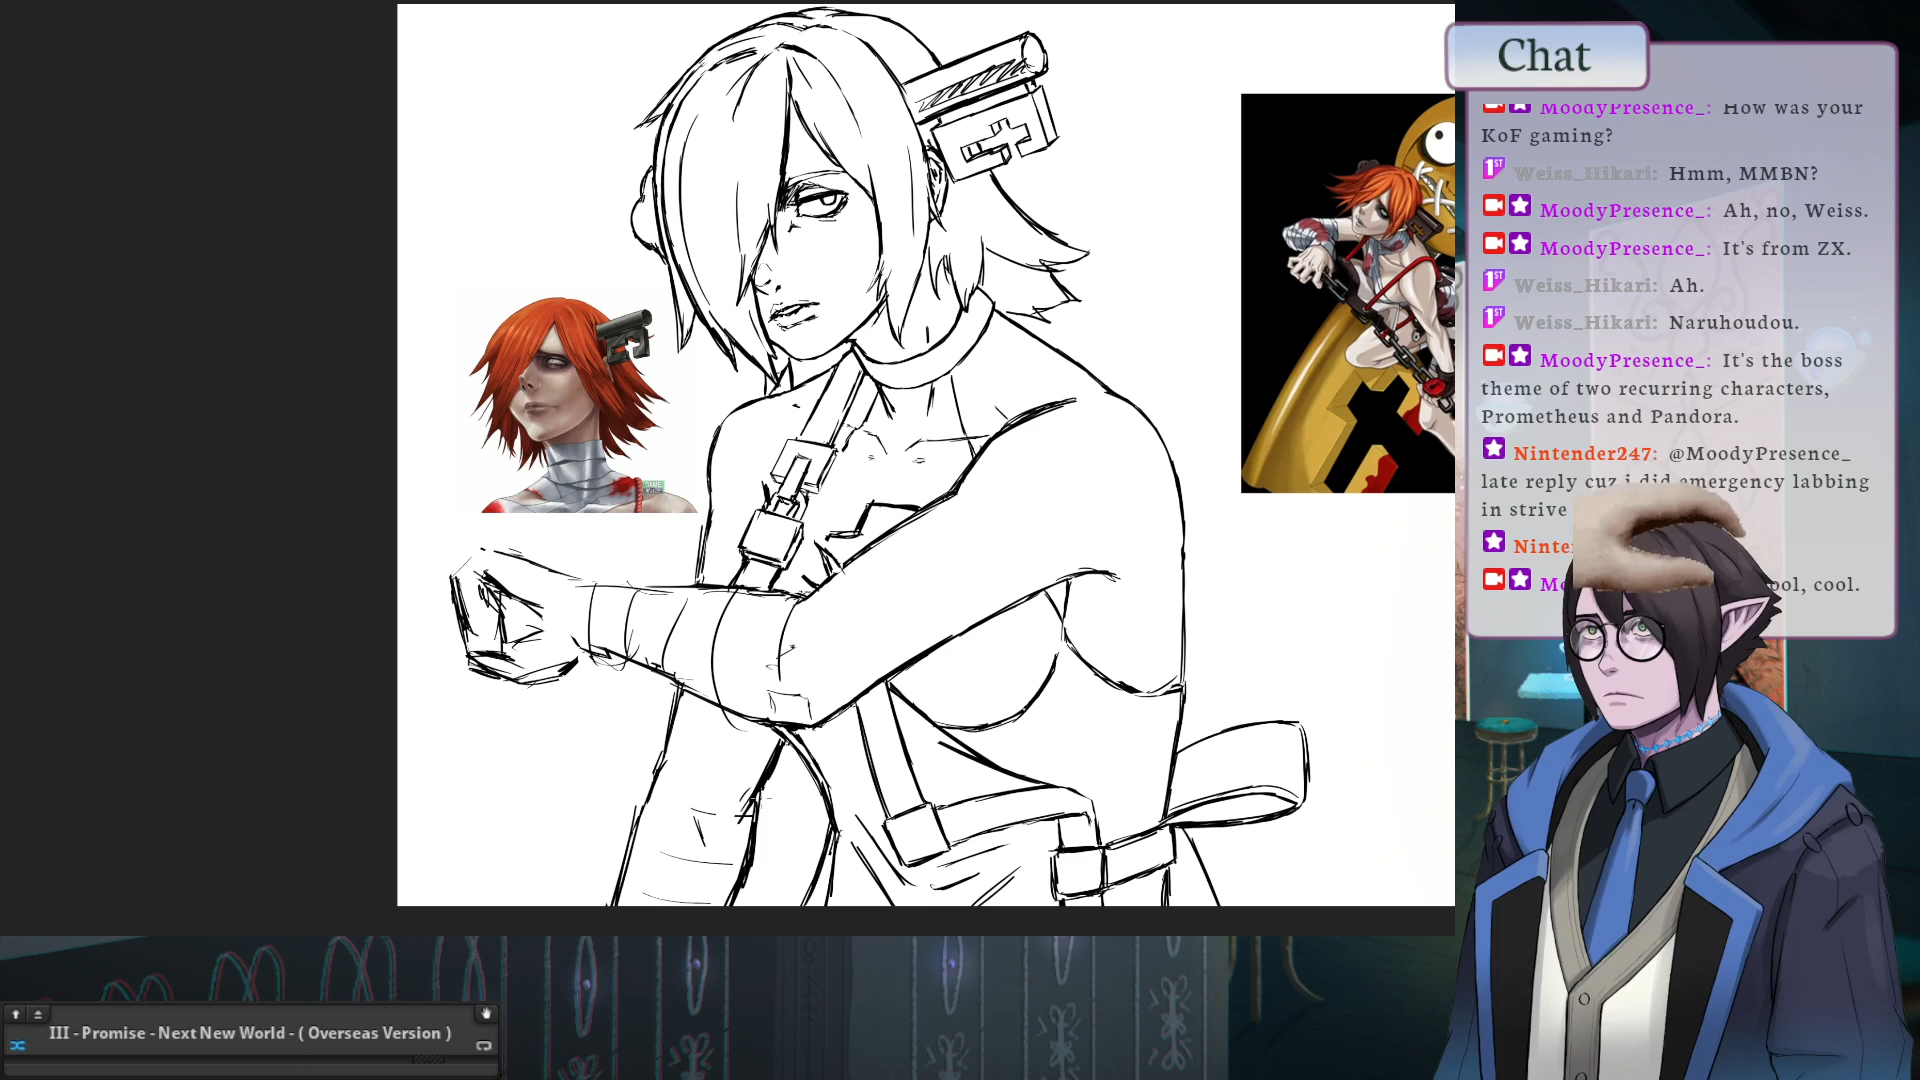 Chat
MoodyPresence_: How was your
KoF gaming?
Weiss_Hikari: Hmm, MMBN?
MoodyPresence_: Ah, no, Weiss.
MoodyPresence_: It's from ZX.
Weiss_Hikari: Ah.
Weiss_Hikari: Naruhoudou.
MoodyPresence_: It's the boss
theme of two recurring characters,
Prometheus and Pandora.
Nintender247: @MoodyPresence_
late reply cuz i did emergency labbing
in strive
Ninte
Mo ool, cool.
III - Promise - Next New World - ( Overseas Version )